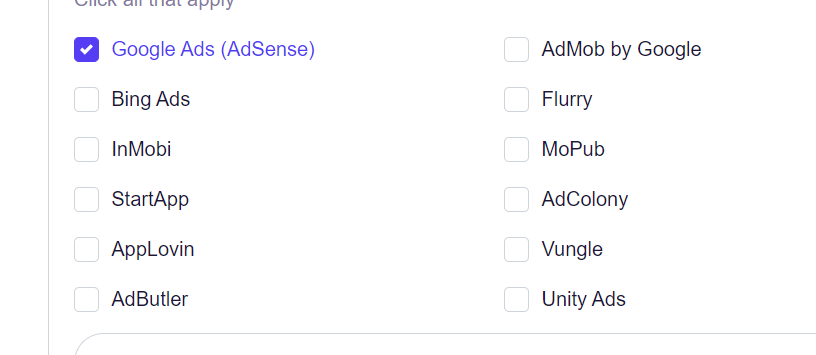 Click all that apply
Google Ads (AdSense)
AdMob by Google
Bing Ads
Flurry
InMobi
MoPub
StartApp
AdColony
AppLovin
Vungle
AdButler
Unity Ads